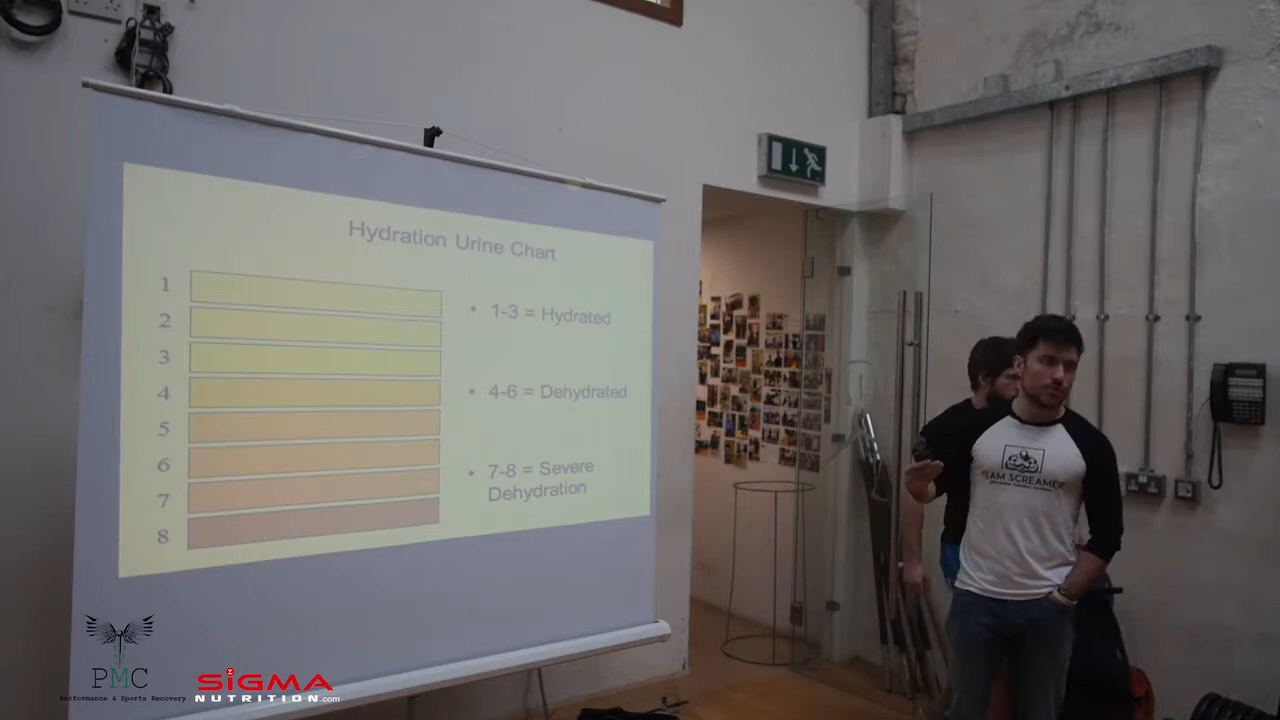 Hydration Urine Chart
1
2
3
4
5
6
7
8
• 1-3 = Hydrated
• 4-6 = Dehydrated
• 7-8 = Severe
Dehydration
TEAM SCREAMER
PMC
Performance & Sports Recovery
SIGMA
NUTRITION.com